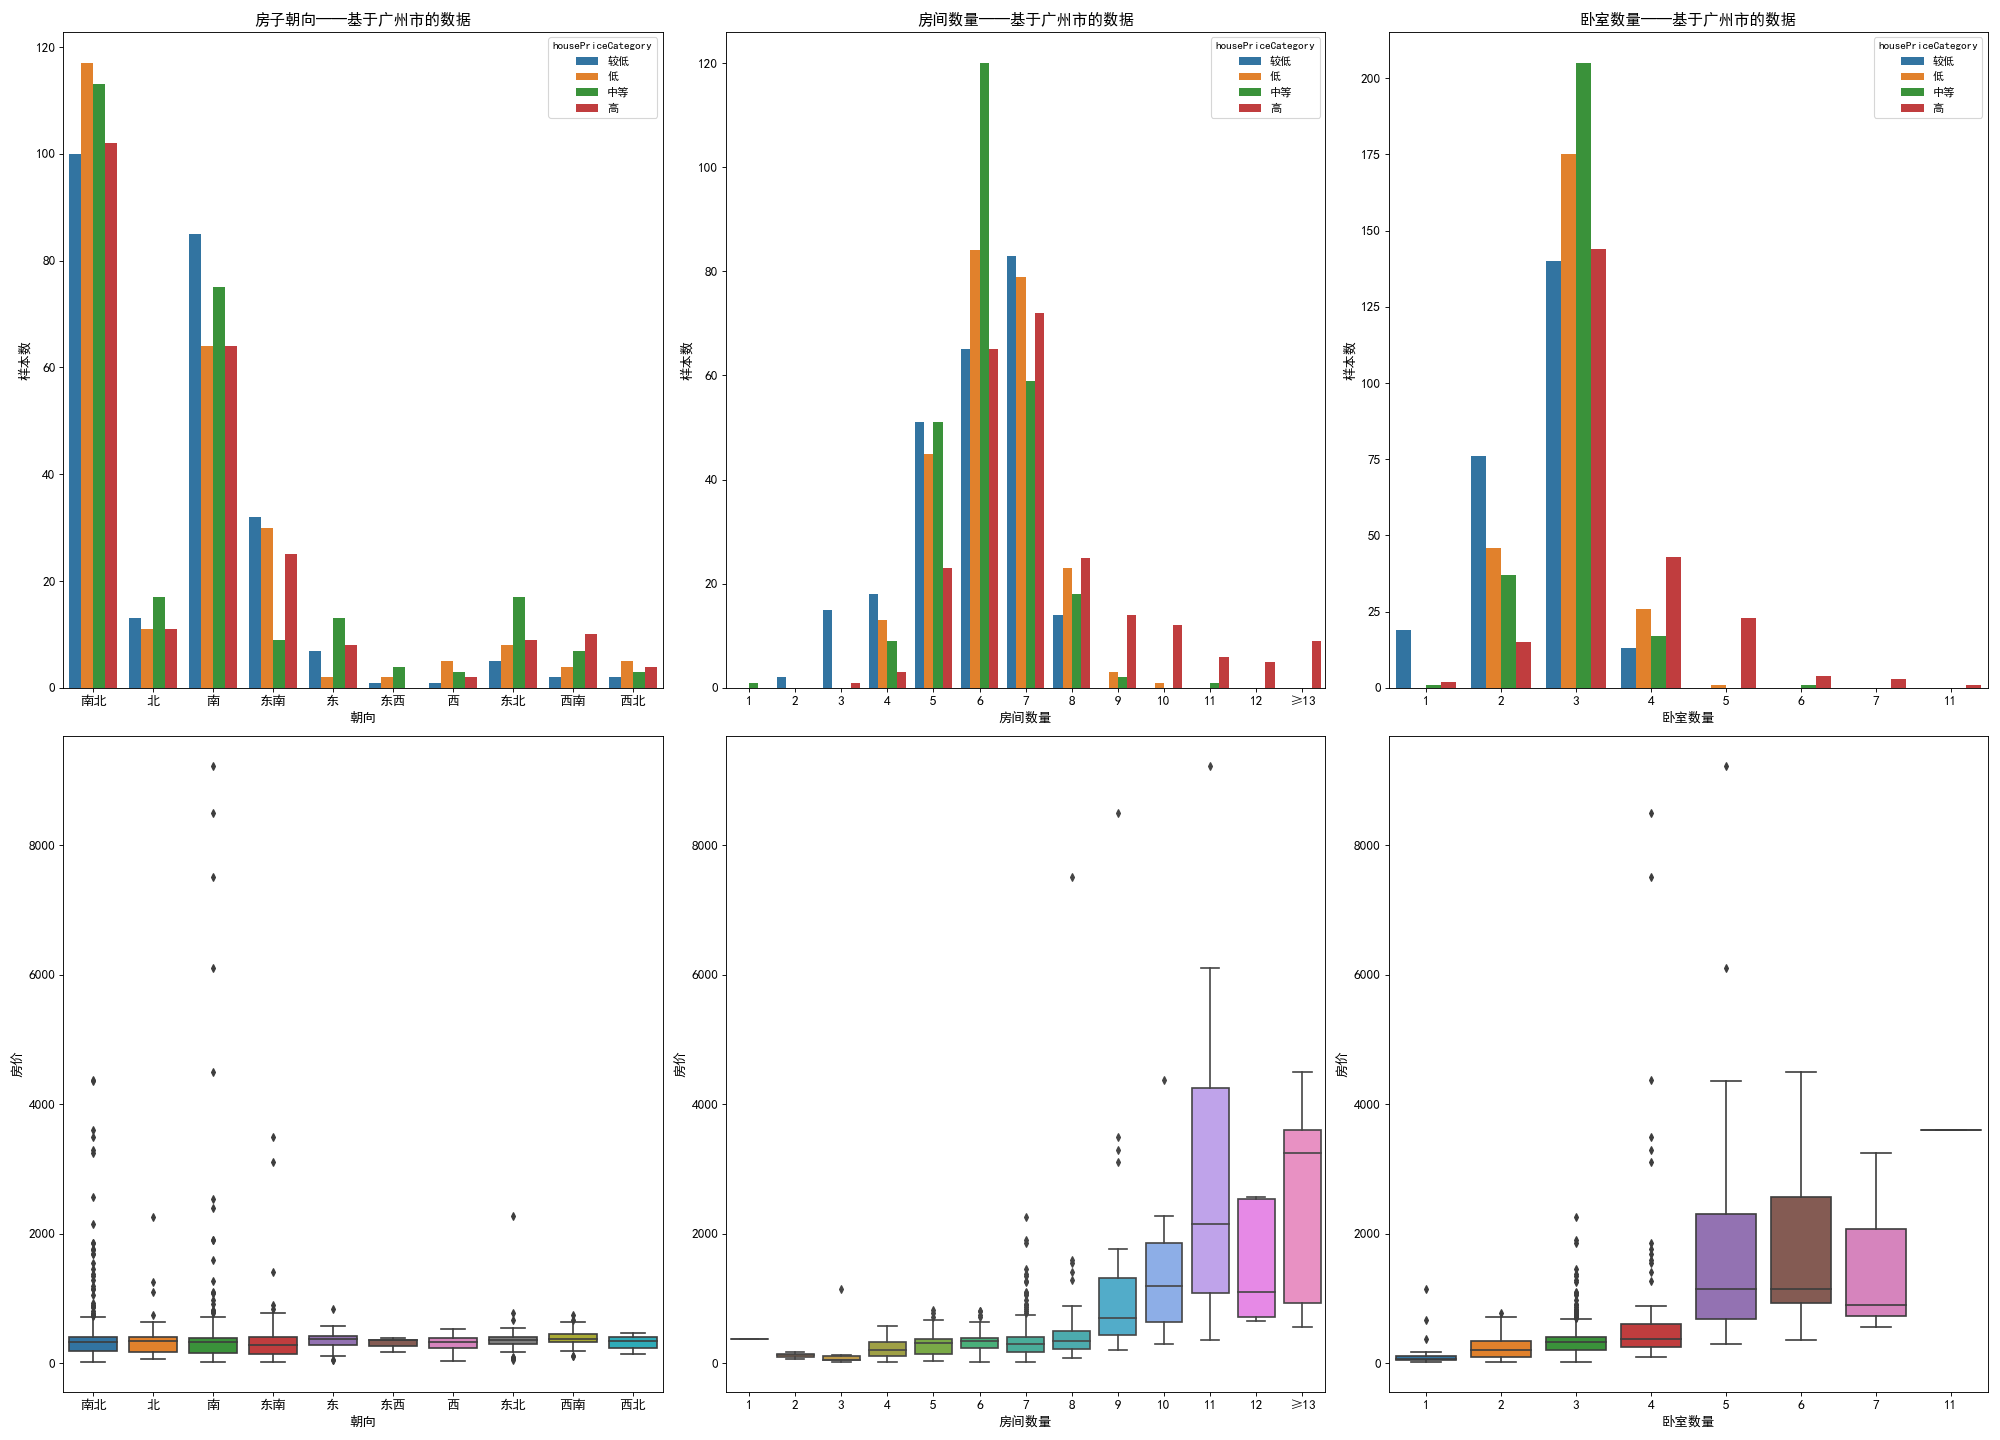 房子朝向——基于广州市的数据
housePriceCategory
较低
低
中等
高
120
100
80
60
40
20
0
样本数
南北 北 南 东南 东 东西 西 东北 西南 西北
朝向
房间数量——基于广州市的数据
housePriceCategory
较低
低
中等
高
120
100
80
60
40
20
0
样本数
1 2 3 4 5 6 7 8 9 10 11 12 ≥13
房间数量
卧室数量——基于广州市的数据
housePriceCategory
较低
低
中等
高
200
175
150
125
100
75
50
25
0
样本数
1 2 3 4 5 6 7 11
卧室数量
8000
6000
4000
2000
0
房价
南北 北 南 东南 东 东西 西 东北 西南 西北
朝向
8000
6000
4000
2000
0
房价
1 2 3 4 5 6 7 8 9 10 11 12 ≥13
房间数量
8000
6000
4000
2000
0
房价
1 2 3 4 5 6 7 11
卧室数量